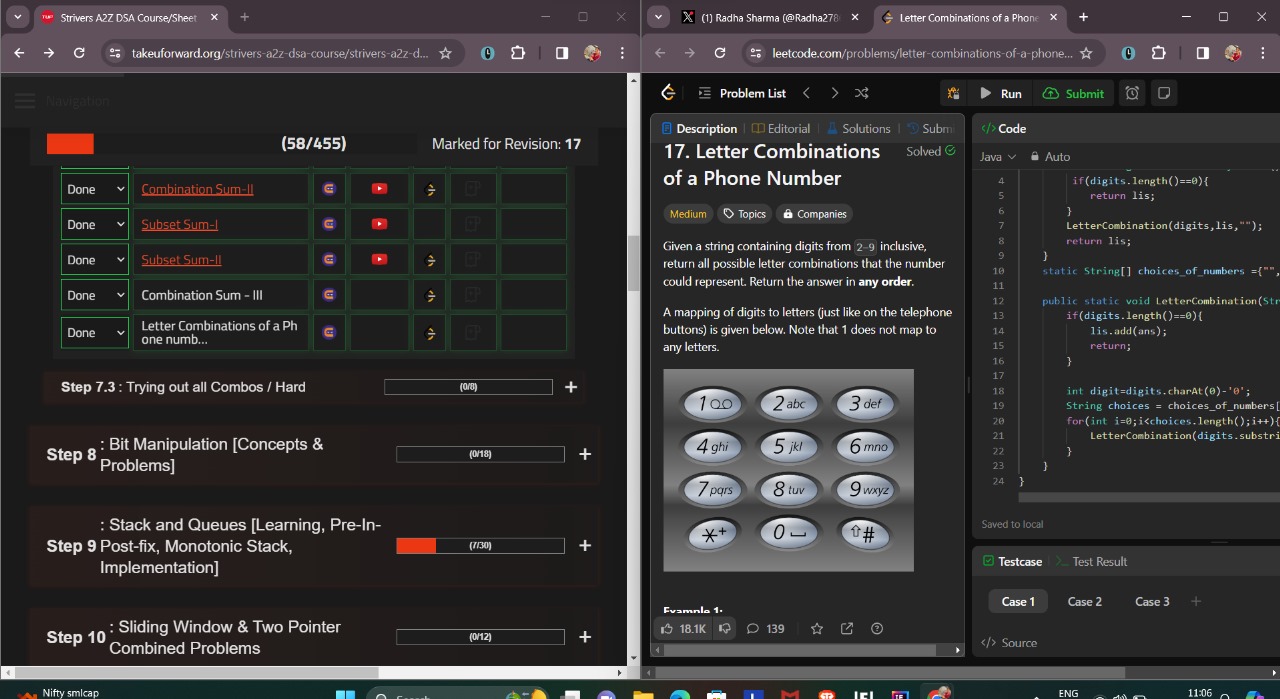 Strivers A2Z DSA Course/Sheet
takeuforward.org/strivers-a2z-dsa-course/strivers-a2z-d...
Navigation
(58/455)
Marked for Revision: 17
Done Combination Sum-II
Done Subset Sum-I
Done Subset Sum-II
Done Combination Sum - III
Done Letter Combinations of a Ph
one numb...
Step 7.3 : Trying out all Combos / Hard (0/8) +
Step 8 : Bit Manipulation [Concepts &
Problems] (0/18) +
Step 9 : Stack and Queues [Learning, Pre-In-
Post-fix, Monotonic Stack,
Implementation] (7/30) +
Step 10 : Sliding Window & Two Pointer
Combined Problems (0/12) +
(1) Radha Sharma (@Radha278
Letter Combinations of a Phone
leetcode.com/problems/letter-combinations-of-a-phone...
Problem List
Run
Submit
Description | Editorial | Solutions | Subm
17. Letter Combinations
of a Phone Number
Solved
Medium
Topics
Companies
Given a string containing digits from 2-9 inclusive,
return all possible letter combinations that the number
could represent. Return the answer in any order.
A mapping of digits to letters (just like on the telephone
buttons) is given below. Note that 1 does not map to
any letters.
1 2 abc 3 def
4 ghi 5 jkl 6 mno
7 pqrs 8 tuv 9 wxyz
*+ 0 #
Example 1:
18.1K
139
</> Code
Java
Auto
4 if(digits.length()==0){
5 return lis;
6 }
7 LetterCombination(digits,lis,"");
8 return lis;
9 }
10 static String[] choices_of_numbers ={"",
11
12 public static void LetterCombination(Str
13 if(digits.length()==0){
14 lis.add(ans);
15 return;
16 }
17
18 int digit=digits.charAt(0)-'0';
19 String choices = choices_of_numbers[
20 for(int i=0;i<choices.length();i++){
21 LetterCombination(digits.substri
22 }
23 }
24 }
Saved to local
Testcase | >_ Test Result
Case 1 Case 2 Case 3 +
</> Source
Nifty smlcap
Search
ENG
11:06